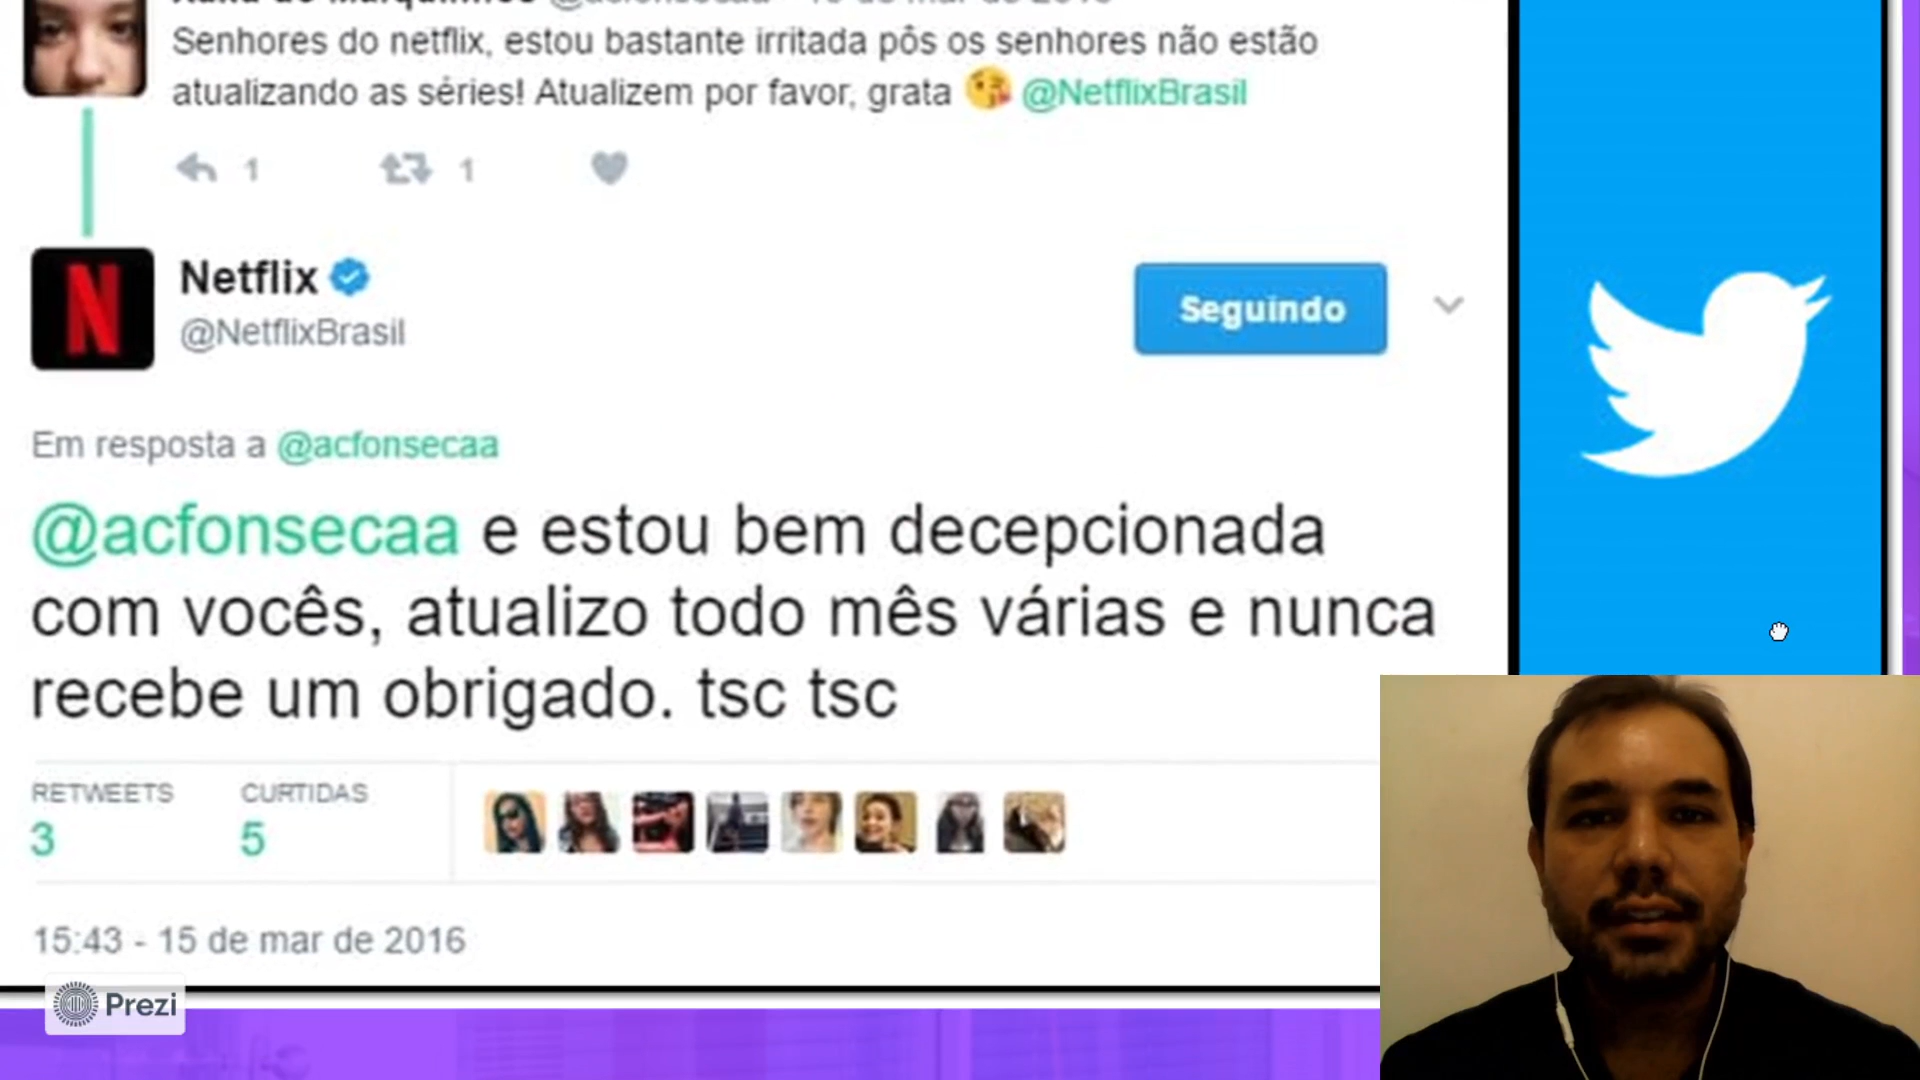 Senhores do netflix, estou bastante irritada pôs os senhores não estão
atualizando as séries! Atualizem por favor, grata 😘 @NetflixBrasil
1 1
N
Netflix
@NetflixBrasil
Seguindo
Em resposta a @acfonsecaa
@acfonsecaa e estou bem decepcionada
com vocês, atualizo todo mês várias e nunca
recebe um obrigado. tsc tsc
RETWEETS CURTIDAS
3 5
15:43 - 15 de mar de 2016
Prezi